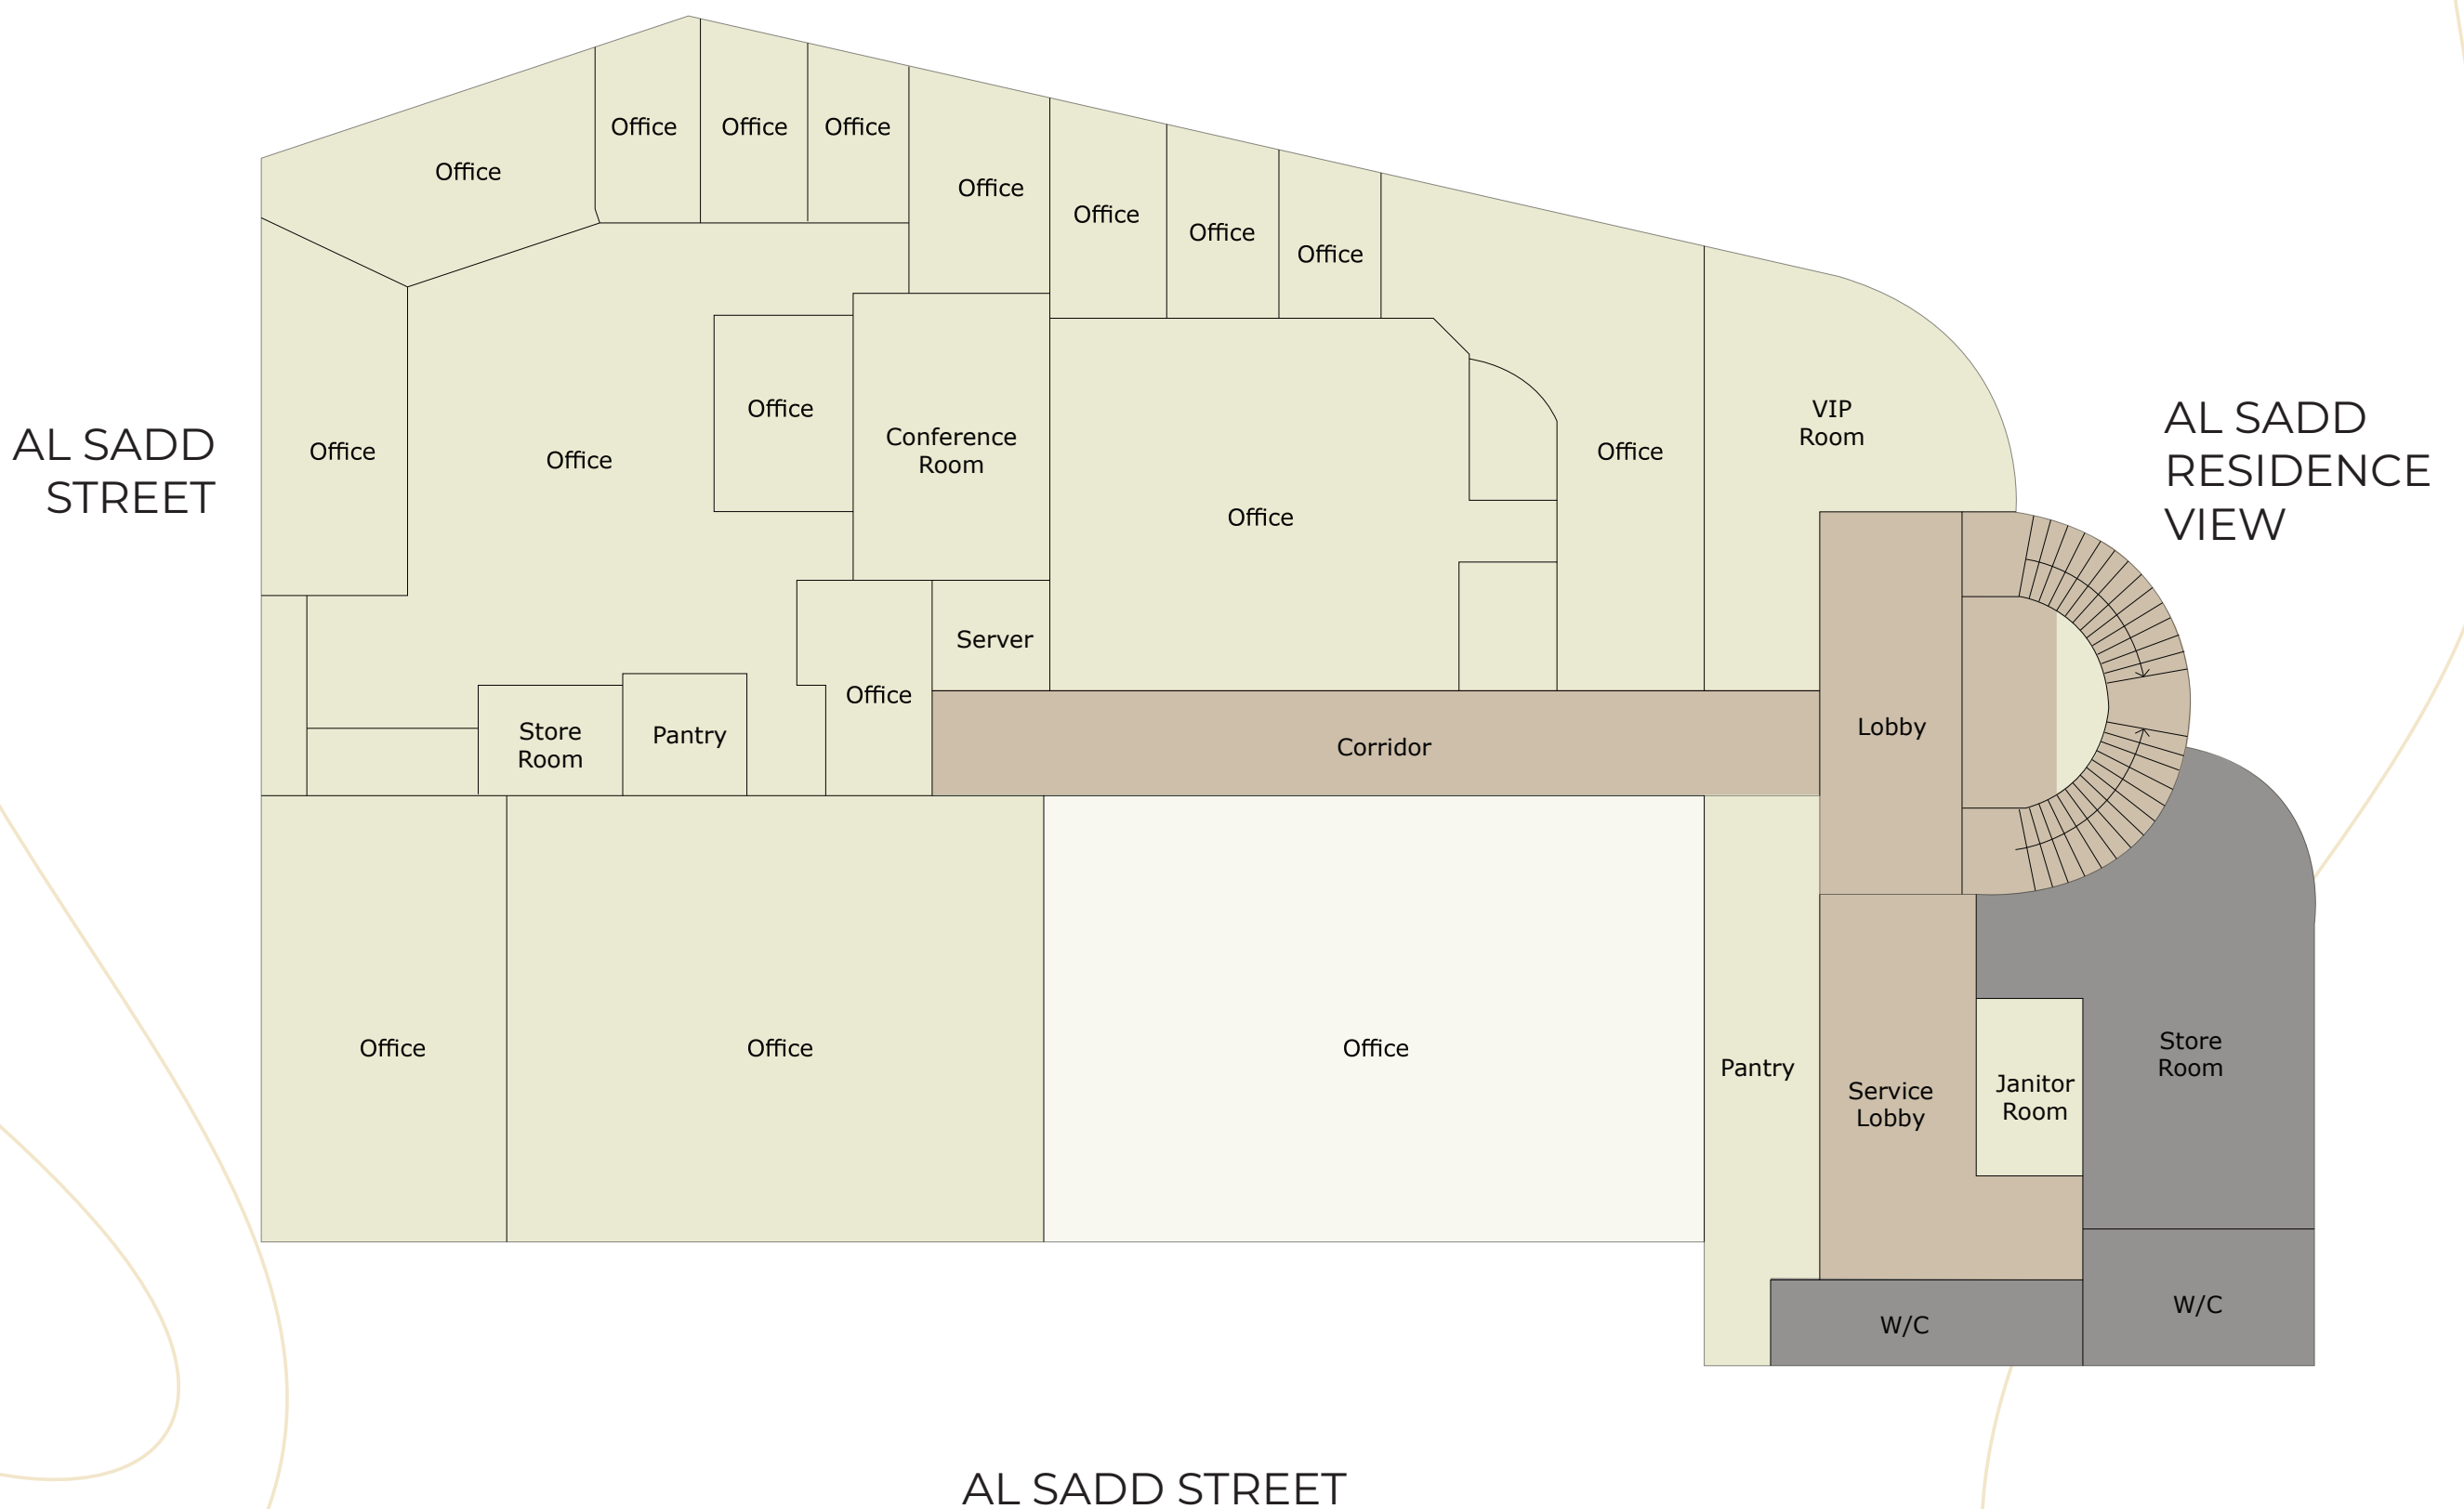 Office
Office
Office
Office
Office
Office
Office
Office
Office
VIP
Room
Office
Conference
Room
Office
Office
Office
Office
AL SADD
STREET
AL SADD
RESIDENCE
VIEW
Server
Office
Store
Room
Pantry
Corridor
Lobby
Office
Office
Office
Pantry
Service
Lobby
Janitor
Room
Store
Room
W/C
W/C
AL SADD STREET